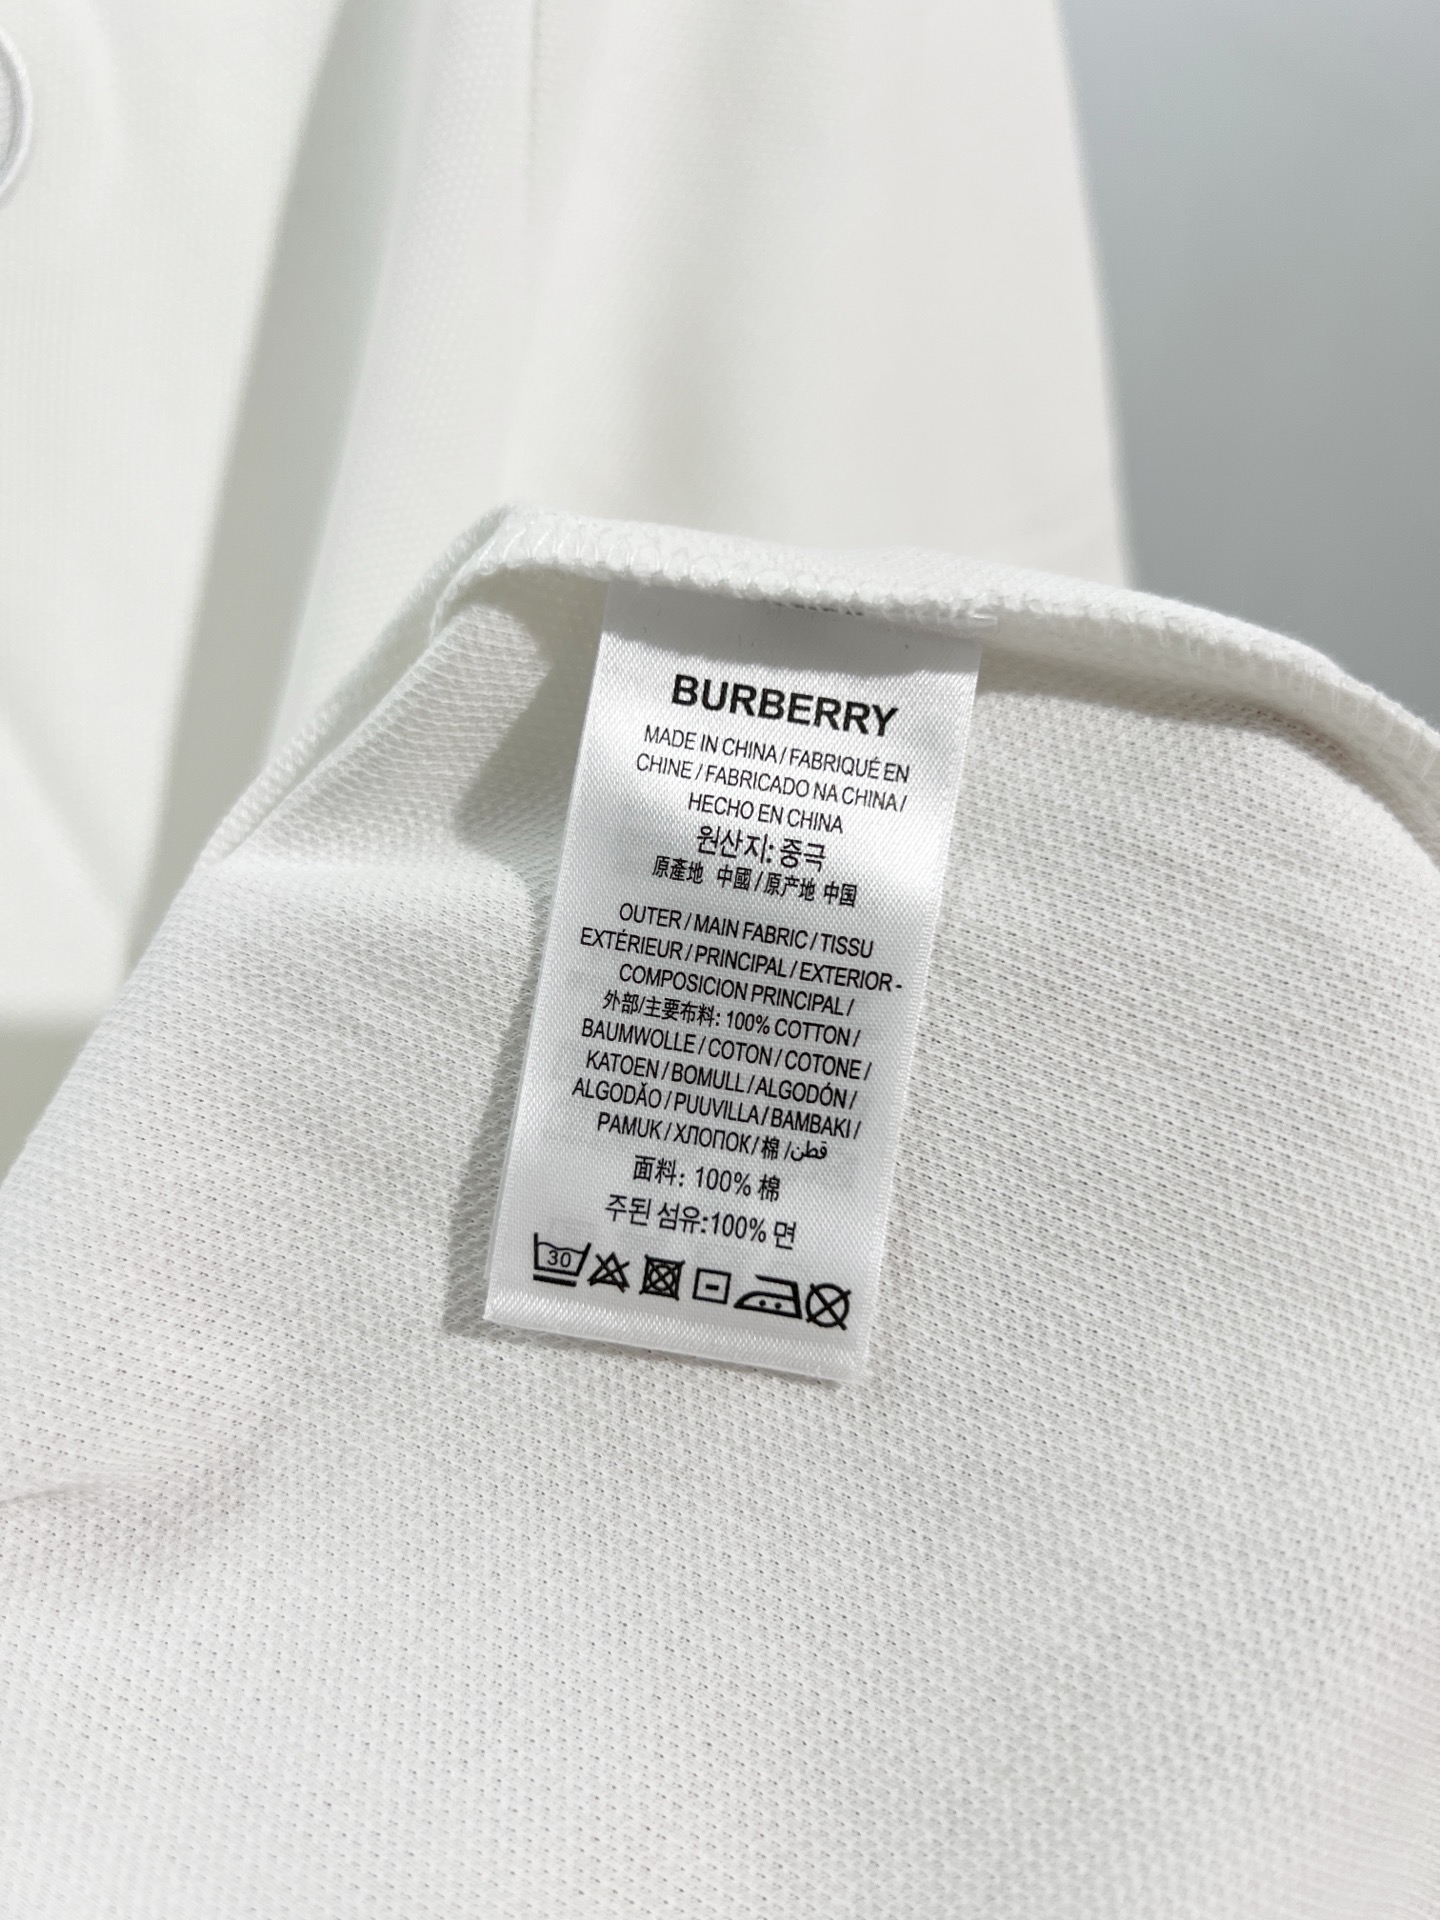 BURBERRY
MADE IN CHINA / FABRIQUÉ EN
CHINE / FABRICADO NA CHINA /
HECHO EN CHINA
원산지: 중극
原產地 中國 / 原产地 中国
OUTER / MAIN FABRIC / TISSU
EXTÉRIEUR / PRINCIPAL / EXTERIOR -
COMPOSICION PRINCIPAL /
外部/主要布料: 100% COTTON /
BAUMWOLLE / COTON / COTONE /
KATOEN / BOMULL / ALGODÓN /
ALGODÃO / PUUVILLA / BAMBAKI /
PAMUK / ХЛОПОК / 棉 / قطن
面料: 100% 棉
주된 섬유:100% 면
30